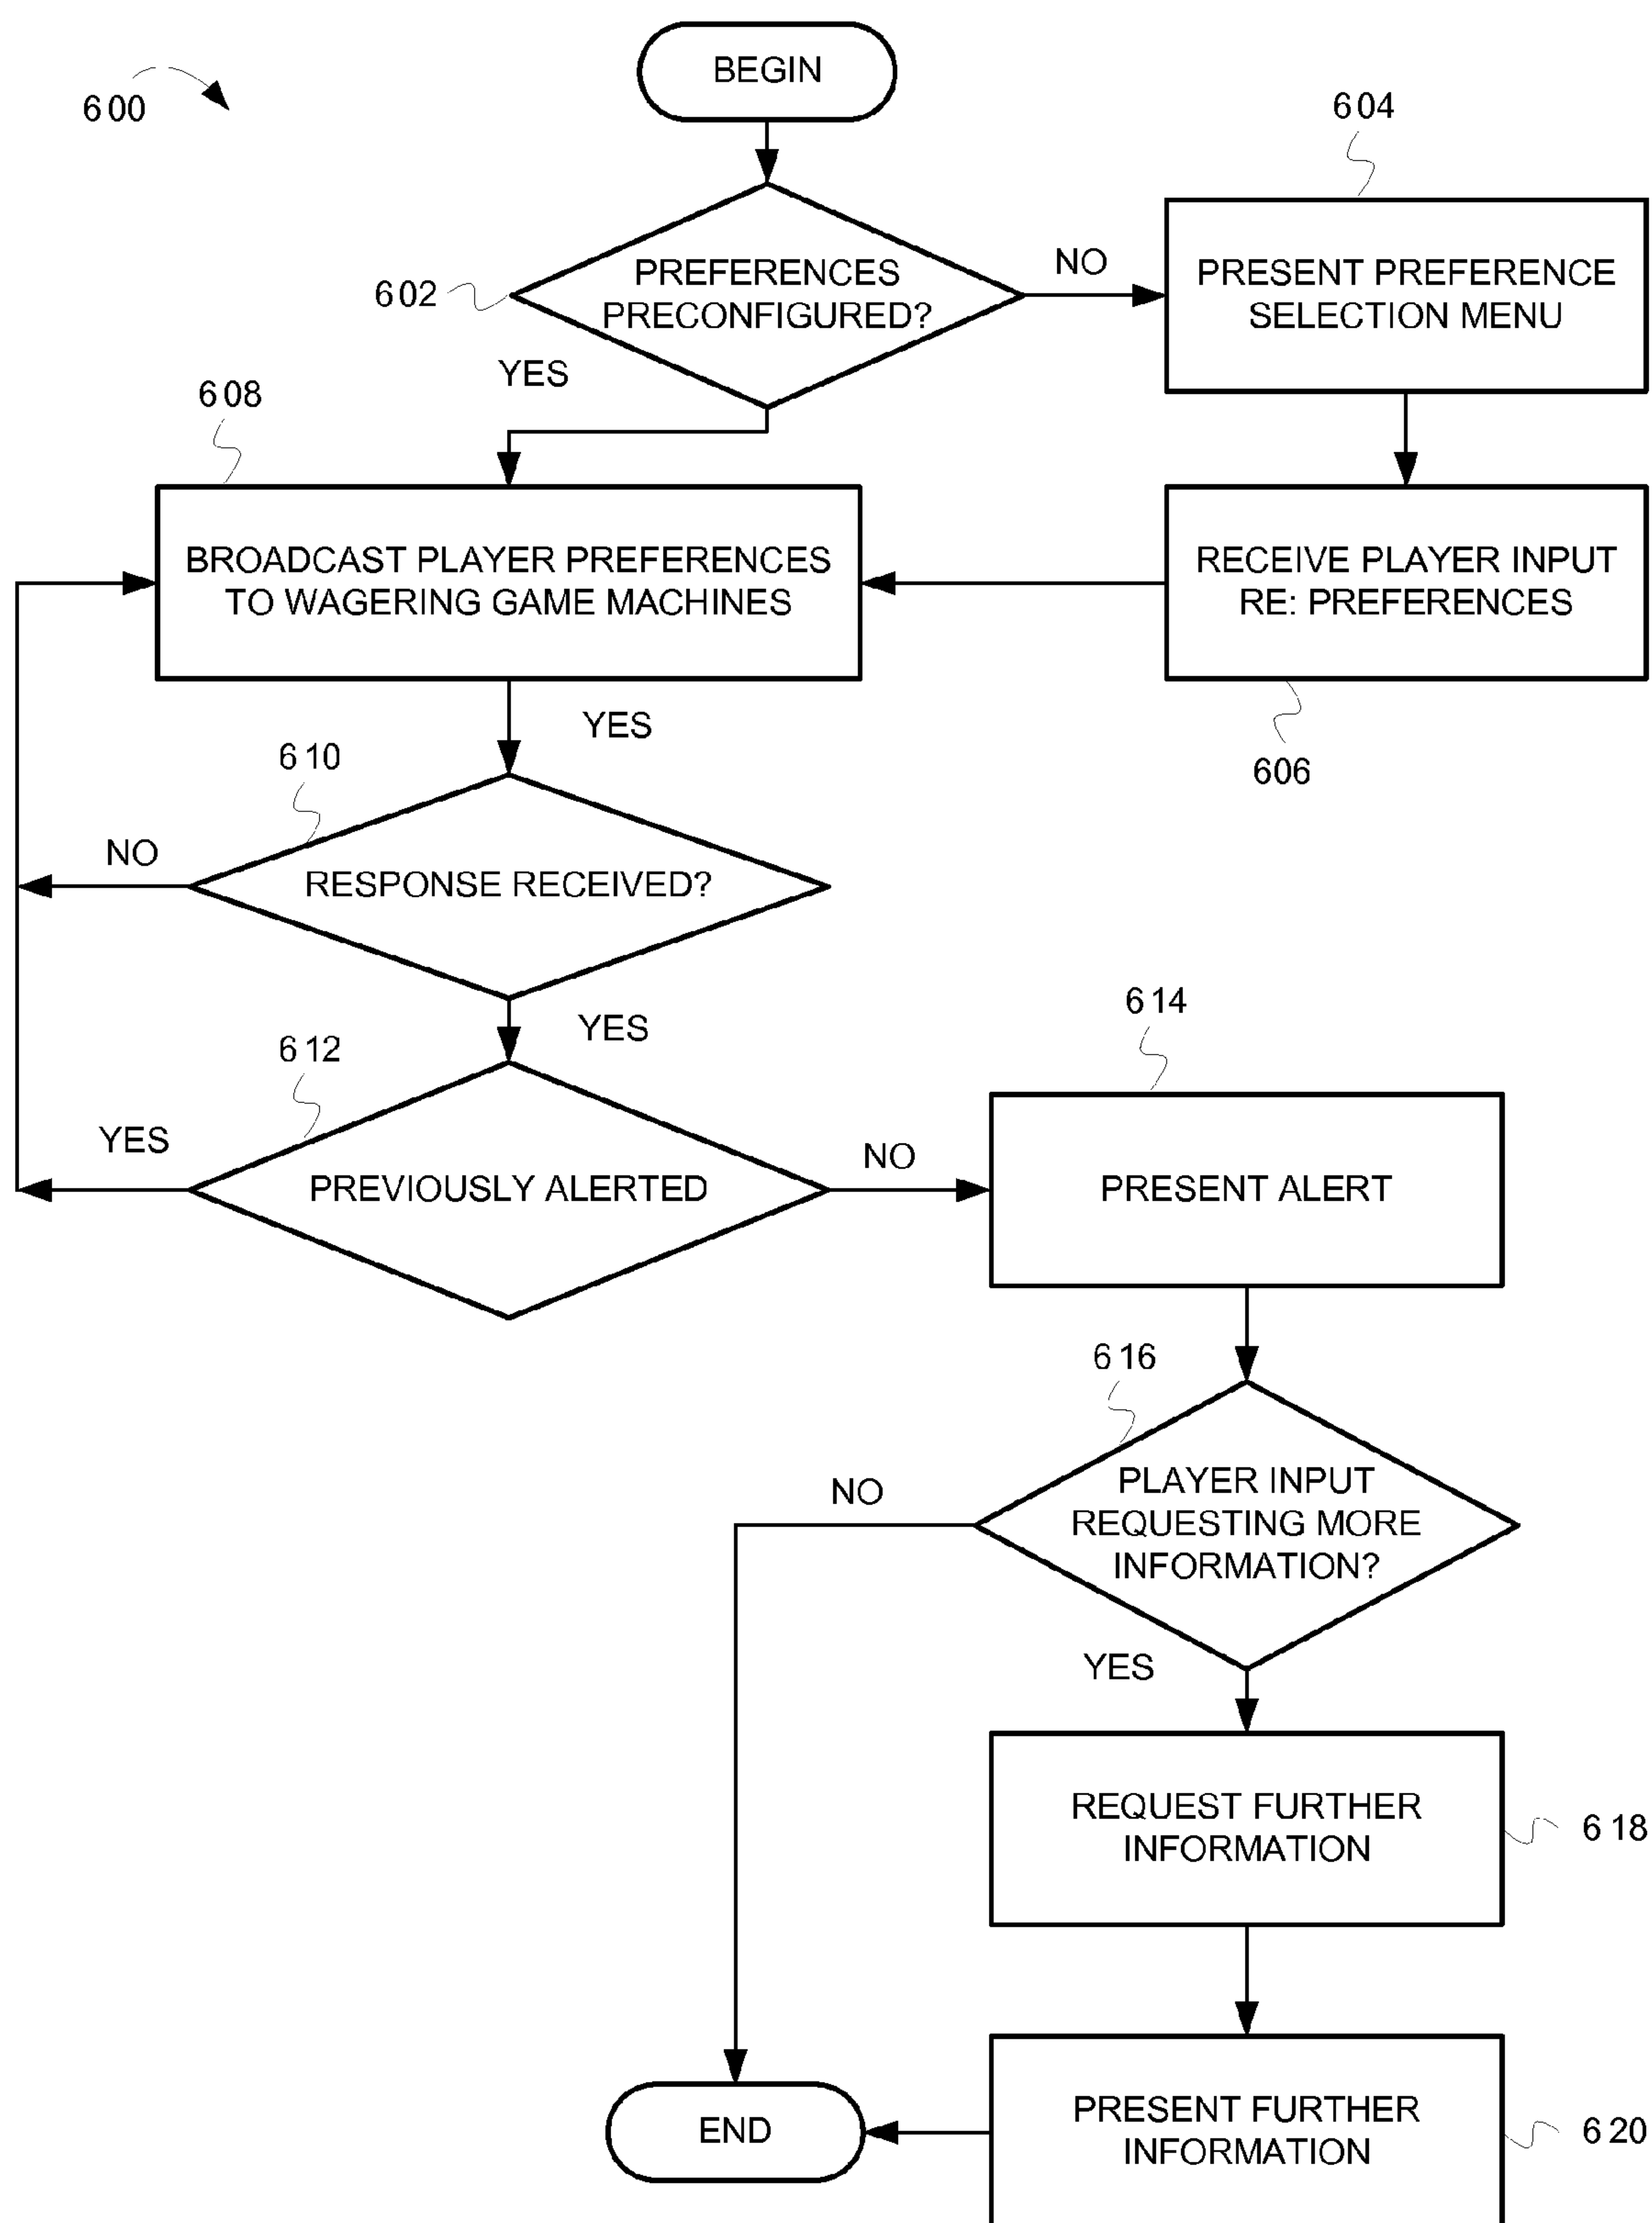 BEGIN
600
604
PREFERENCES
PRECONFIGURED?
602
NO
PRESENT PREFERENCE
SELECTION MENU
YES
608
BROADCAST PLAYER PREFERENCES
TO WAGERING GAME MACHINES
RECEIVE PLAYER INPUT
RE: PREFERENCES
606
YES
610
NO
RESPONSE RECEIVED?
YES
612
614
YES
PREVIOUSLY ALERTED
NO
PRESENT ALERT
616
NO
PLAYER INPUT
REQUESTING MORE
INFORMATION?
YES
REQUEST FURTHER
INFORMATION
618
END
PRESENT FURTHER
INFORMATION
620